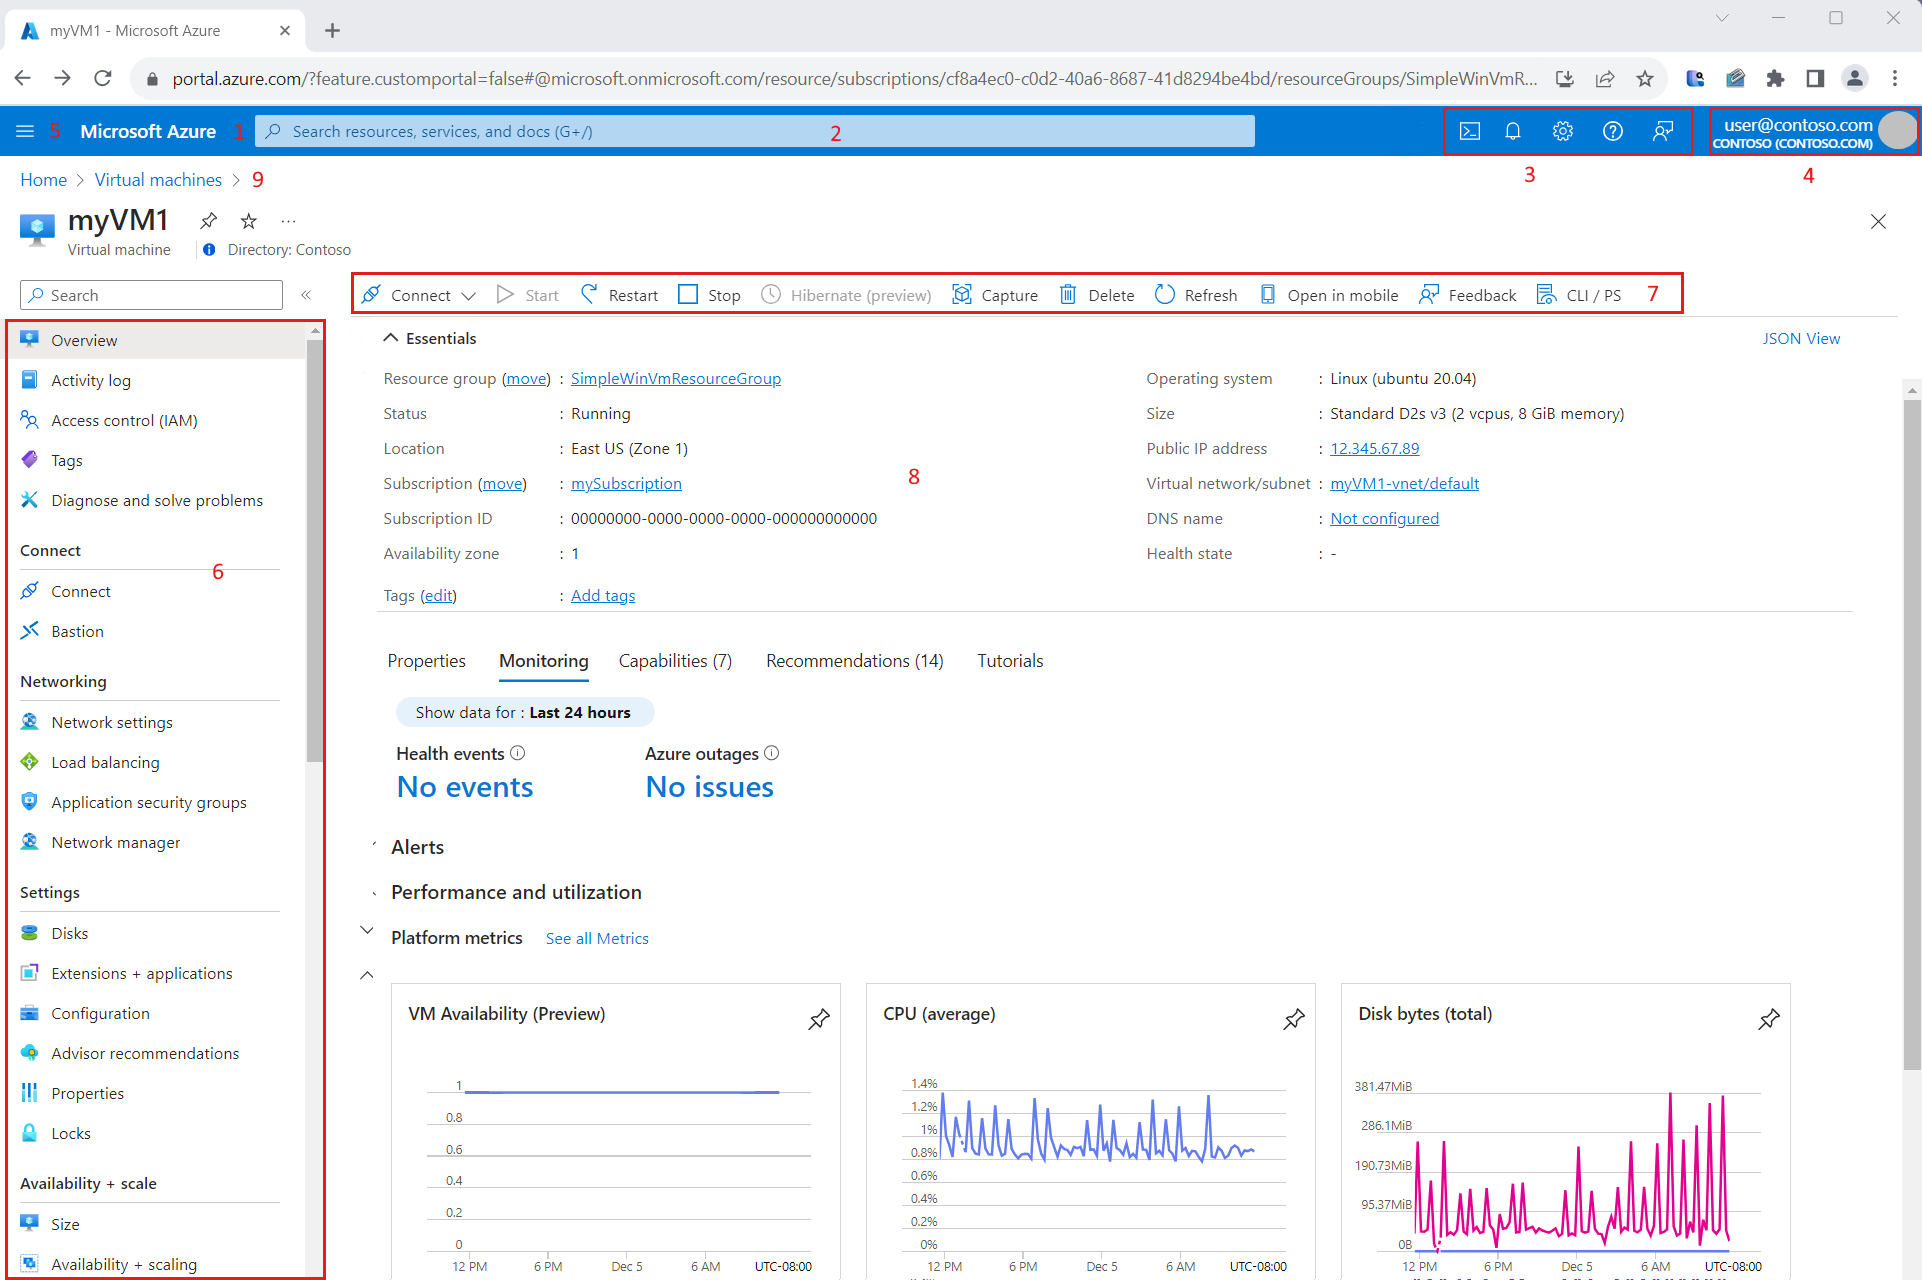 myVM1 - Microsoft Azure
portal.azure.com/?feature.customportal=false#@microsoft.onmicrosoft.com/resource/subscriptions/cf8a4ec0-c0d2-40a6-8687-41d8294be4bd/resourceGroups/SimpleWinVmR...
5 Microsoft Azure 1 Search resources, services, and docs (G+/) 2
user@contoso.com
CONTOSO (CONTOSO.COM)
3
4
Home > Virtual machines > 9
myVM1 ...
Virtual machine
Directory: Contoso
Search «
Connect Start Restart Stop Hibernate (preview) Capture Delete Refresh Open in mobile Feedback CLI / PS 7
Overview
Activity log
Access control (IAM)
Tags
Diagnose and solve problems
Connect
6
Connect
Bastion
Networking
Network settings
Load balancing
Application security groups
Network manager
Settings
Disks
Extensions + applications
Configuration
Advisor recommendations
Properties
Locks
Availability + scale
Size
Availability + scaling
Essentials
JSON View
Resource group (move) : SimpleWinVmResourceGroup
Status : Running
Location : East US (Zone 1)
Subscription (move) : mySubscription
Subscription ID : 00000000-0000-0000-0000-000000000000
Availability zone : 1
Tags (edit) : Add tags
8
Operating system : Linux (ubuntu 20.04)
Size : Standard D2s v3 (2 vcpus, 8 GiB memory)
Public IP address : 12.345.67.89
Virtual network/subnet : myVM1-vnet/default
DNS name : Not configured
Health state : -
Properties Monitoring Capabilities (7) Recommendations (14) Tutorials
Show data for : Last 24 hours
Health events
No events
Azure outages
No issues
Alerts
Performance and utilization
Platform metrics See all Metrics
VM Availability (Preview)
1
0.8
0.6
0.4
0.2
0
12 PM 6 PM Dec 5 6 AM UTC-08:00
CPU (average)
1.4%
1.2%
1%
0.8%
0.6%
0.4%
0.2%
0%
12 PM 6 PM Dec 5 6 AM UTC-08:00
Disk bytes (total)
381.47MiB
286.1MiB
190.73MiB
95.37MiB
0B
12 PM 6 PM Dec 5 6 AM UTC-08:00